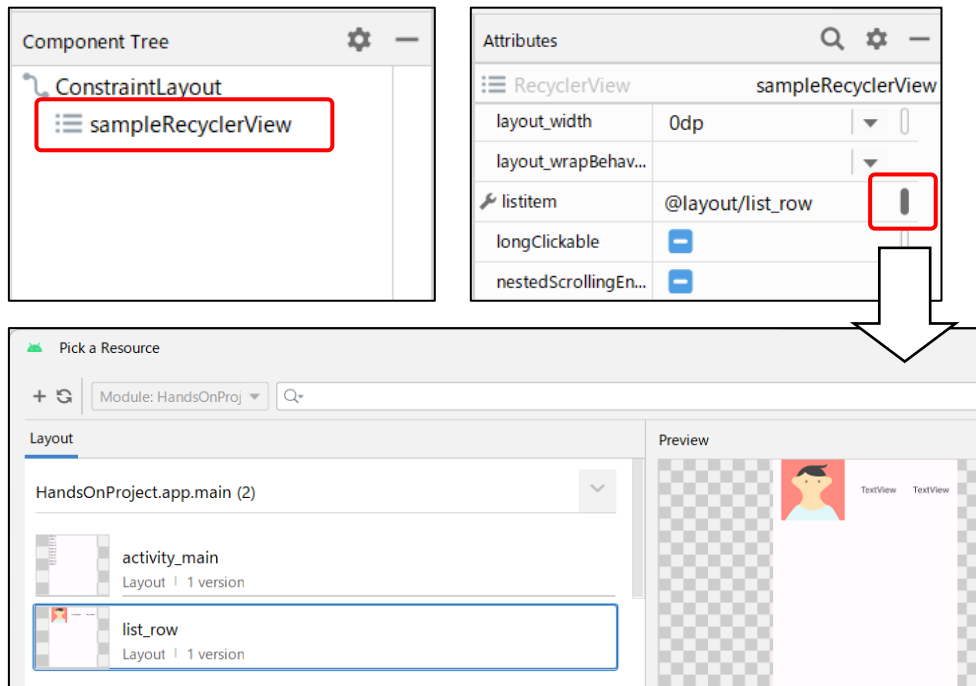 Component Tree
ConstraintLayout
sampleRecyclerView
Attributes
RecyclerView sampleRecyclerView
layout_width 0dp
layout_wrapBehav...
listitem @layout/list_row
longClickable
nestedScrollingEn...
Pick a Resource
Module: HandsOnProj
Layout
HandsOnProject.app.main (2)
activity_main
Layout | 1 version
list_row
Layout | 1 version
Preview
TextView TextView